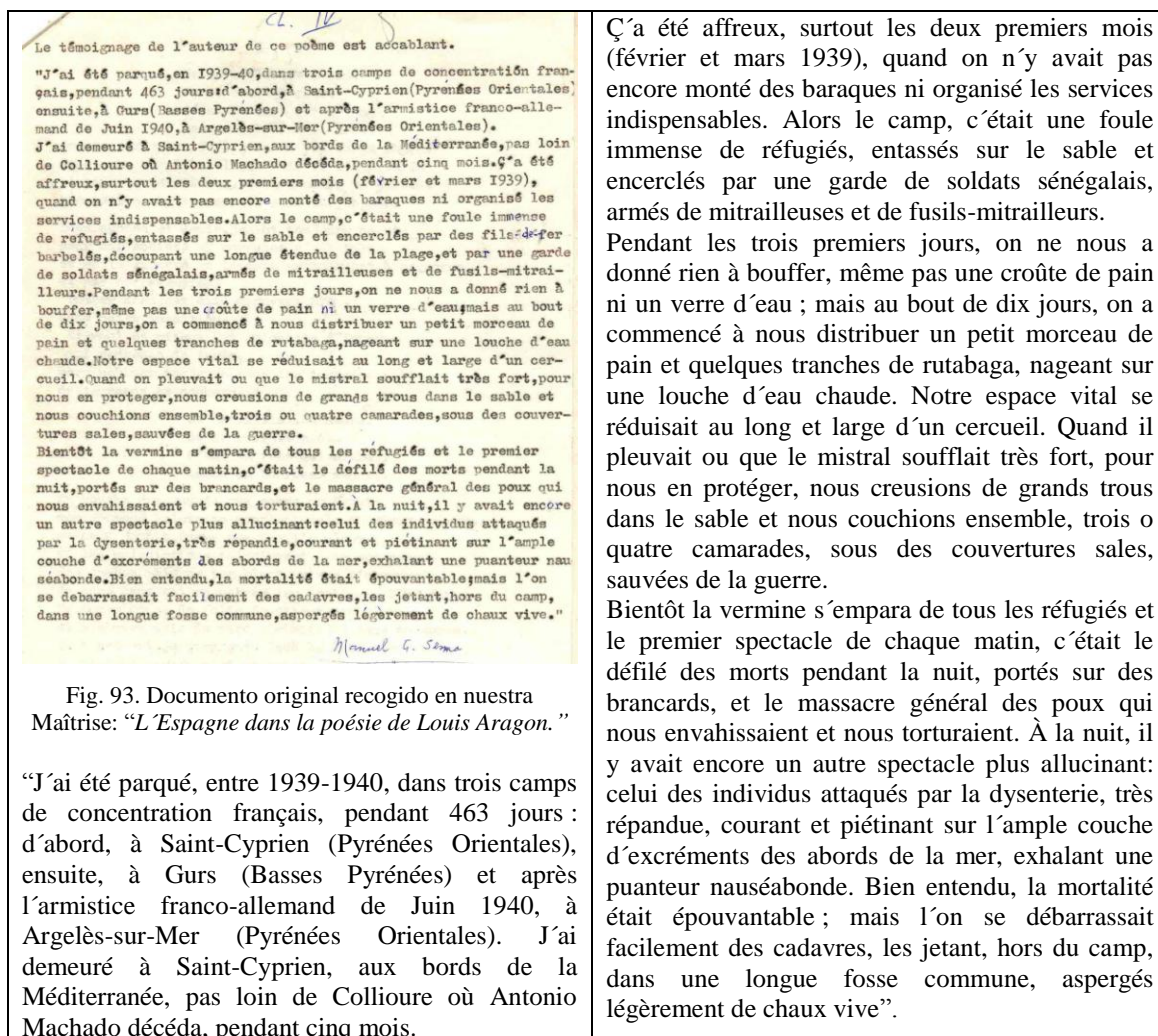 CL. IV
Le témoignage de l´auteur de ce poème est accablant.
"J´ai été parqué,en I939-40,dans trois camps de concentratión fran-
çais,pendant 463 jours:d´abord,à Saint-Cyprien(Pyrénées Orientales)
ensuite,à Gurs(Basses Pyrénées) et après l´armistice franco-alle-
mand de Juin I940,à Argelès-sur-Mer(Pyrénées Orientales).
J´ai demeuré à Saint-Cyprien,aux bords de la Méditerranée,pas loin
de Collioure où Antonio Machado décéda,pendant cinq mois.Ç´a été
affreux,surtout les deux premiers mois (février et mars I939),
quand on n´y avait pas encore monté des baraques ni organisé les
services indispensables.Alors le camp,c´était une foule immense
de réfugiés,entassés sur le sable et encerclés par des fils-de-fer
barbelés,découpant une longue étendue de la plage,et par une garde
de soldats sénégalais,armés de mitrailleuses et de fusils-mitrai-
lleurs.Pendant les trois premiers jours,on ne nous a donné rien à
bouffer,même pas une croûte de pain ni un verre d´eau;mais au bout
de dix jours,on a commencé à nous distribuer un petit morceau de
pain et quelques tranches de rutabaga,nageant sur une louche d´eau
chaude.Notre espace vital se réduisait au long et large d´un cer-
cueil.Quand on pleuvait ou que le mistral soufflait très fort,pour
nous en proteger,nous creusions de grands trous dans le sable et
nous couchions ensemble,trois ou quatre camarades,sous des couver-
tures sales,sauvées de la guerre.
Bientôt la vermine s´empara de tous les réfugiés et le premier
spectacle de chaque matin,c´était le défilé des morts pendant la
nuit,portés sur des brancards,et le massacre général des poux qui
nous envahissaient et nous torturaient.À la nuit,il y avait encore
un autre spectacle plus allucinant:celui des individus attaqués
par la dysenterie,très répandie,courant et piétinant sur l´ample
couche d´excréments des abords de la mer,exhalant une puanteur nau
séabonde.Bien entendu,la mortalité était épouvantable;mais l´on
se debarrassait facilement des cadavres,les jetant,hors du camp,
dans une longue fosse commune,aspergés légèrement de chaux vive."
Manuel G. Sesma
Fig. 93. Documento original recogido en nuestra
Maîtrise: “L´Espagne dans la poésie de Louis Aragon.”
“J´ai été parqué, entre 1939-1940, dans trois camps
de concentration français, pendant 463 jours :
d´abord, à Saint-Cyprien (Pyrénées Orientales),
ensuite, à Gurs (Basses Pyrénées) et après
l´armistice franco-allemand de Juin 1940, à
Argelès-sur-Mer (Pyrénées Orientales). J´ai
demeuré à Saint-Cyprien, aux bords de la
Méditerranée, pas loin de Collioure où Antonio
Machado décéda, pendant cinq mois.
Ç´a été affreux, surtout les deux premiers mois
(février et mars 1939), quand on n´y avait pas
encore monté des baraques ni organisé les services
indispensables. Alors le camp, c´était une foule
immense de réfugiés, entassés sur le sable et
encerclés par une garde de soldats sénégalais,
armés de mitrailleuses et de fusils-mitrailleurs.
Pendant les trois premiers jours, on ne nous a
donné rien à bouffer, même pas une croûte de pain
ni un verre d´eau ; mais au bout de dix jours, on a
commencé à nous distribuer un petit morceau de
pain et quelques tranches de rutabaga, nageant sur
une louche d´eau chaude. Notre espace vital se
réduisait au long et large d´un cercueil. Quand il
pleuvait ou que le mistral soufflait très fort, pour
nous en protéger, nous creusions de grands trous
dans le sable et nous couchions ensemble, trois o
quatre camarades, sous des couvertures sales,
sauvées de la guerre.
Bientôt la vermine s´empara de tous les réfugiés et
le premier spectacle de chaque matin, c´était le
défilé des morts pendant la nuit, portés sur des
brancards, et le massacre général des poux qui
nous envahissaient et nous torturaient. À la nuit, il
y avait encore un autre spectacle plus allucinant:
celui des individus attaqués par la dysenterie, très
répandue, courant et piétinant sur l´ample couche
d´excréments des abords de la mer, exhalant une
puanteur nauséabonde. Bien entendu, la mortalité
était épouvantable ; mais l´on se débarrassait
facilement des cadavres, les jetant, hors du camp,
dans une longue fosse commune, aspergés
légèrement de chaux vive”.